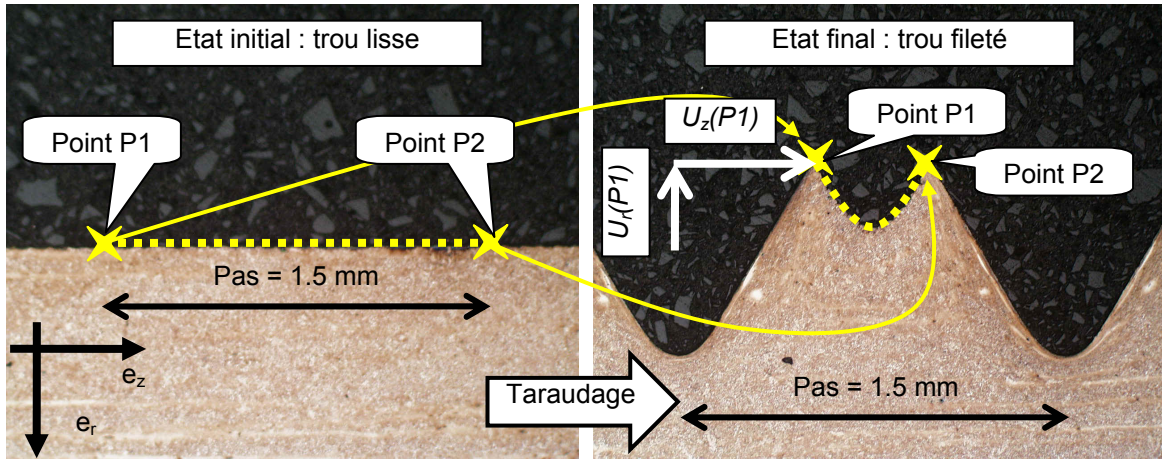 Etat initial : trou lisse
Point P1
Point P2
Pas = 1.5 mm
e_z
e_r
Etat final : trou fileté
U_z(P1)
U_r(P1)
Point P1
Point P2
Taraudage
Pas = 1.5 mm